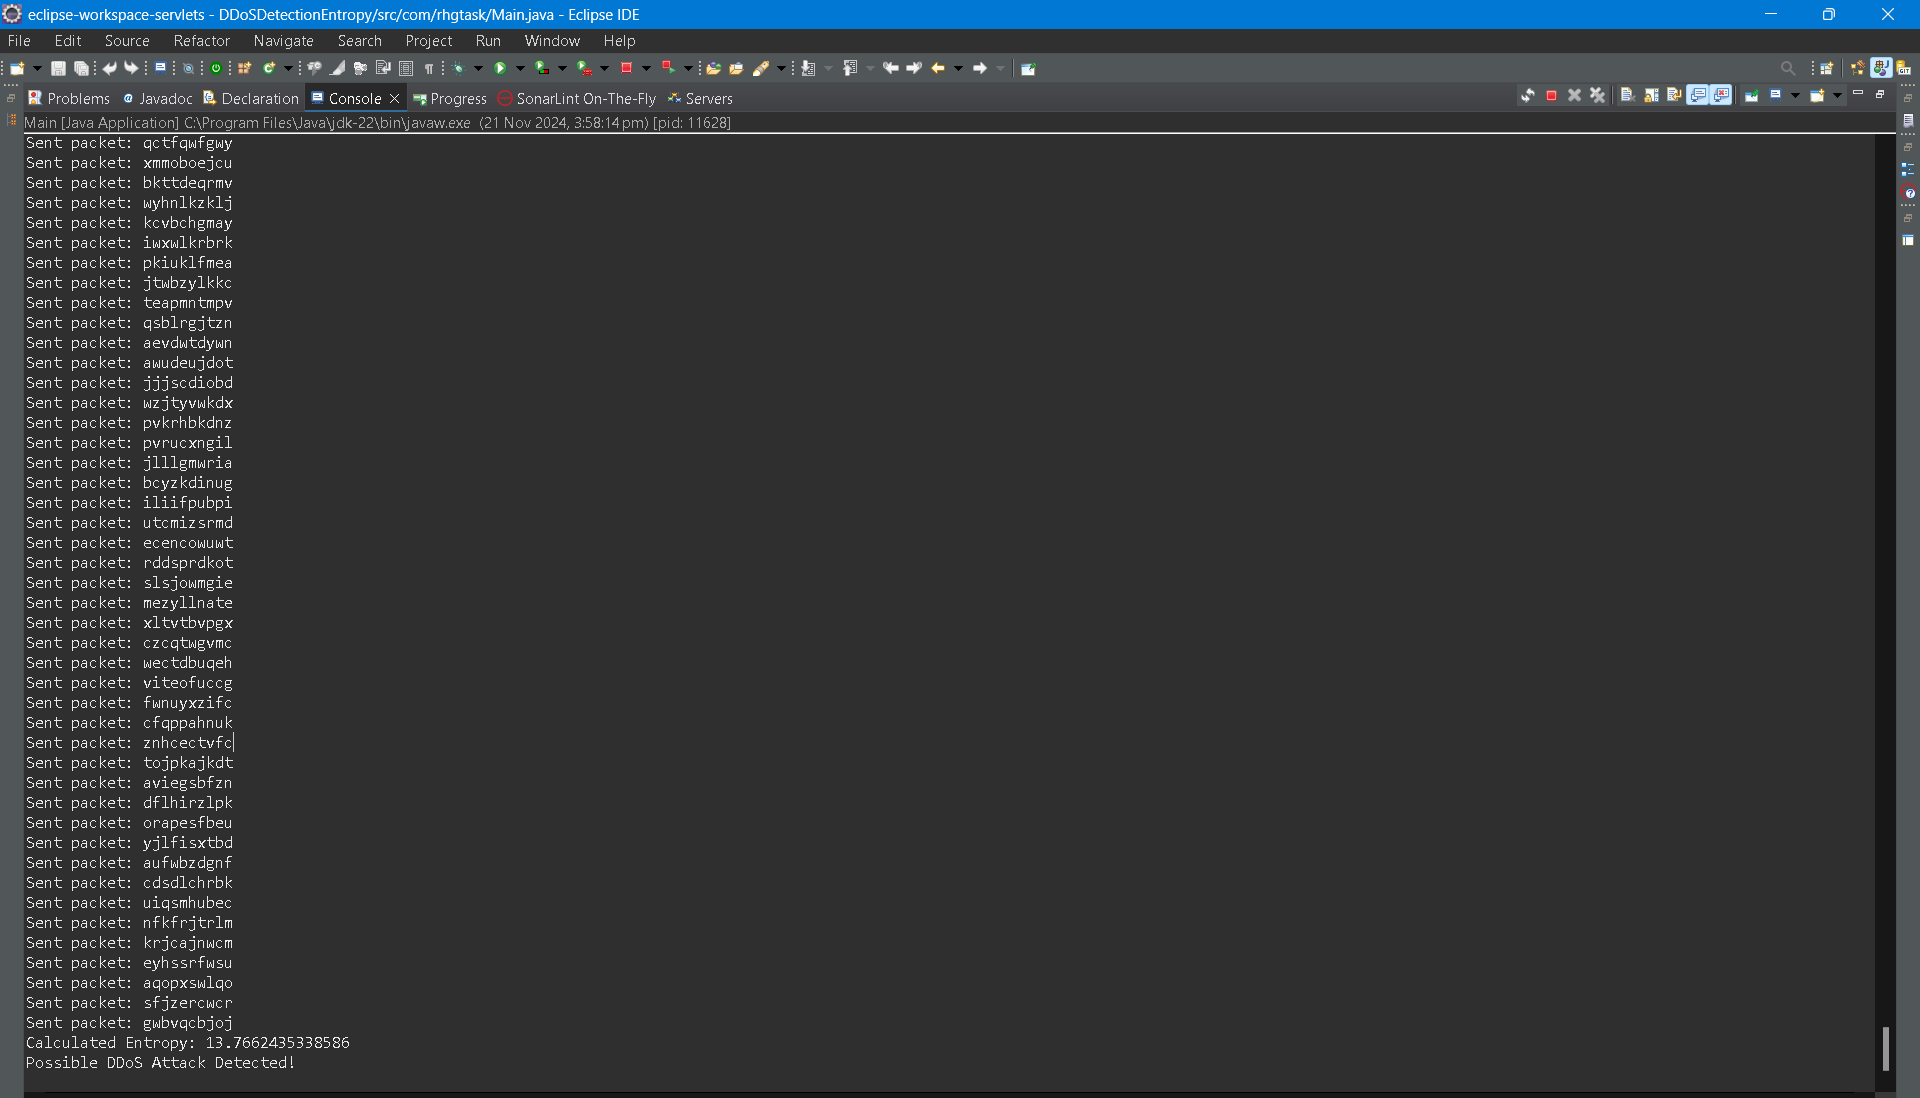 eclipse-workspace-servlets - DDoSDetectionEntropy/src/com/rhgtask/Main.java - Eclipse IDE
File Edit Source Refactor Navigate Search Project Run Window Help
Problems Javadoc Declaration Console Progress SonarLint On-The-Fly Servers
Main [Java Application] C:\Program Files\Java\jdk-22\bin\javaw.exe (21 Nov 2024, 3:58:14 pm) [pid: 11628]
Sent packet: qctfqwfgwy
Sent packet: xmmoboejcu
Sent packet: bkttdeqrmv
Sent packet: wyhnlkzklj
Sent packet: kcvbchgmay
Sent packet: iwxwlkrbrk
Sent packet: pkiuklfmea
Sent packet: jtwbzylkkc
Sent packet: teapmntmpv
Sent packet: qsblrgjtzn
Sent packet: aevdwtdywn
Sent packet: awudeujdot
Sent packet: jjjscdiobd
Sent packet: wzjtyvwkdx
Sent packet: pvkrhbkdnz
Sent packet: pvrucxngil
Sent packet: jlllgmwria
Sent packet: bcyzkdinug
Sent packet: iliifpubpi
Sent packet: utcmizsrmd
Sent packet: ecencowuwt
Sent packet: rddsprdkot
Sent packet: slsjowmgie
Sent packet: mezyllnate
Sent packet: xltvtbvpgx
Sent packet: czcqtwgvmc
Sent packet: wectdbuqeh
Sent packet: viteofuccg
Sent packet: fwnuyxzifc
Sent packet: cfqppahnuk
Sent packet: znhcectvfc
Sent packet: tojpkajkdt
Sent packet: aviegsbfzn
Sent packet: dflhirzlpk
Sent packet: orapesfbeu
Sent packet: yjlfisxtbd
Sent packet: aufwbzdgnf
Sent packet: cdsdlchrbk
Sent packet: uiqsmhubec
Sent packet: nfkfrjtrlm
Sent packet: krjcajnwcm
Sent packet: eyhssrfwsu
Sent packet: aqopxswlqo
Sent packet: sfjzercwcr
Sent packet: gwbvqcbjoj
Calculated Entropy: 13.7662435338586
Possible DDoS Attack Detected!